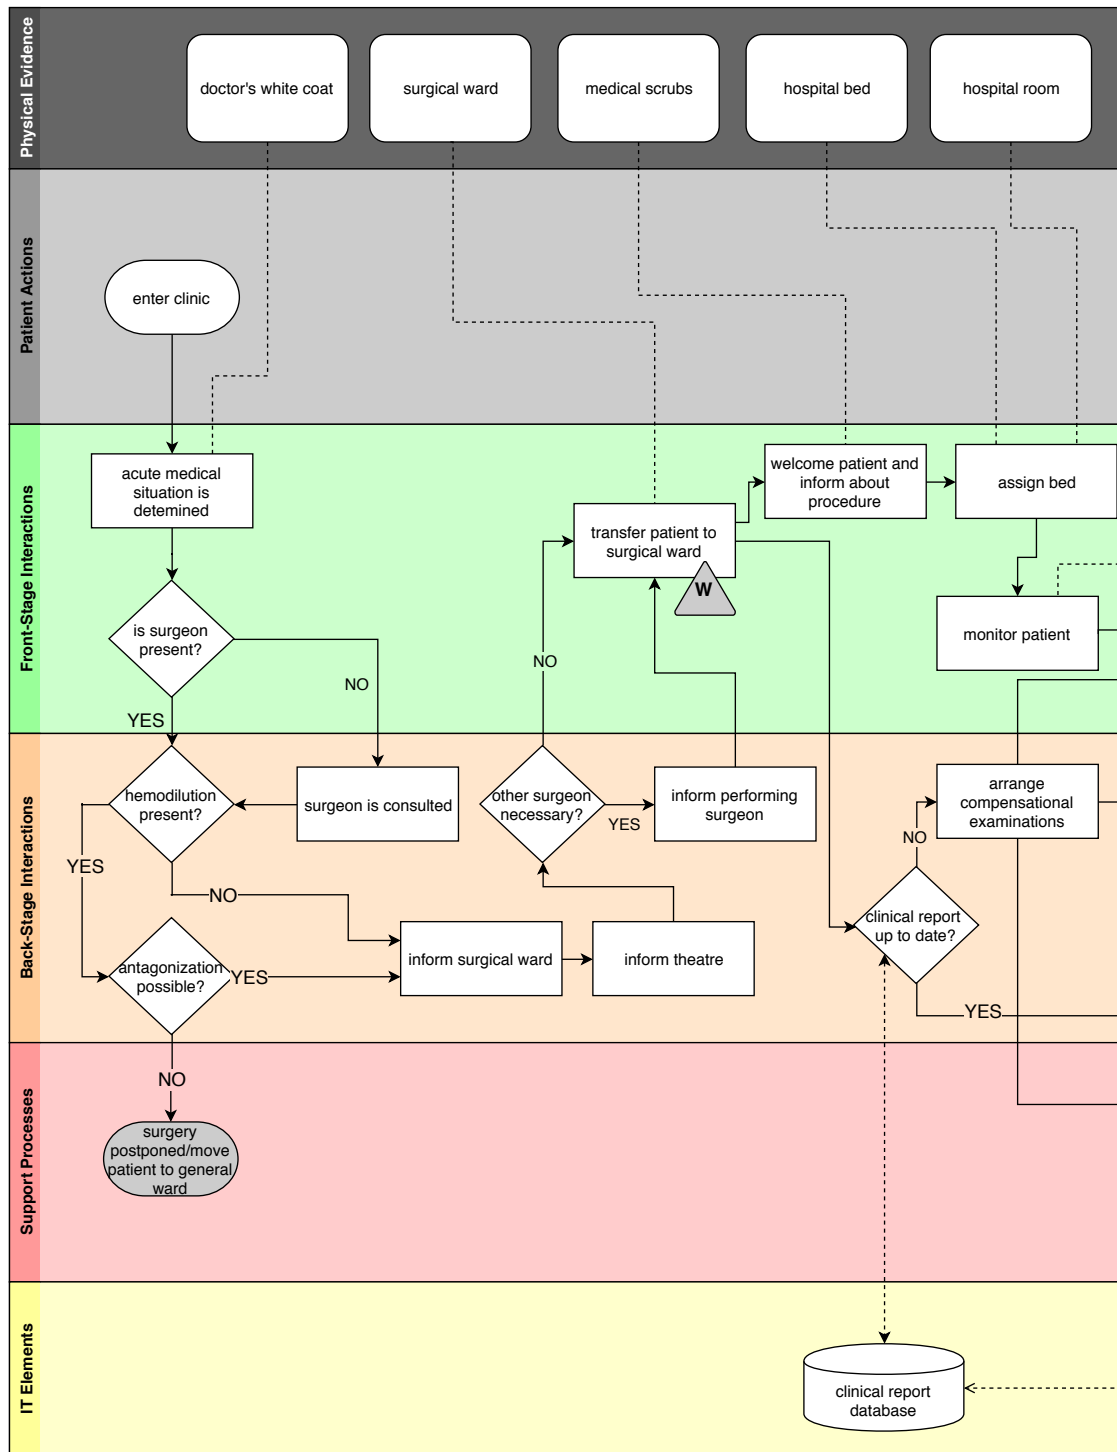 Physical Evidence
doctor's white coat
surgical ward
medical scrubs
hospital bed
hospital room
Patient Actions
enter clinic
Front-Stage Interactions
acute medical
situation is
detemined
is surgeon
present?
NO
YES
transfer patient to
surgical ward
W
welcome patient and
inform about
procedure
assign bed
monitor patient
NO
Back-Stage Interactions
hemodilution
present?
surgeon is consulted
other surgeon
necessary?
YES
inform performing
surgeon
arrange
compensational
examinations
YES
NO
NO
clinical report
up to date?
antagonization
possible?
YES
inform surgical ward
inform theatre
YES
Support Processes
NO
surgery
postponed/move
patient to general
ward
IT Elements
clinical report
database